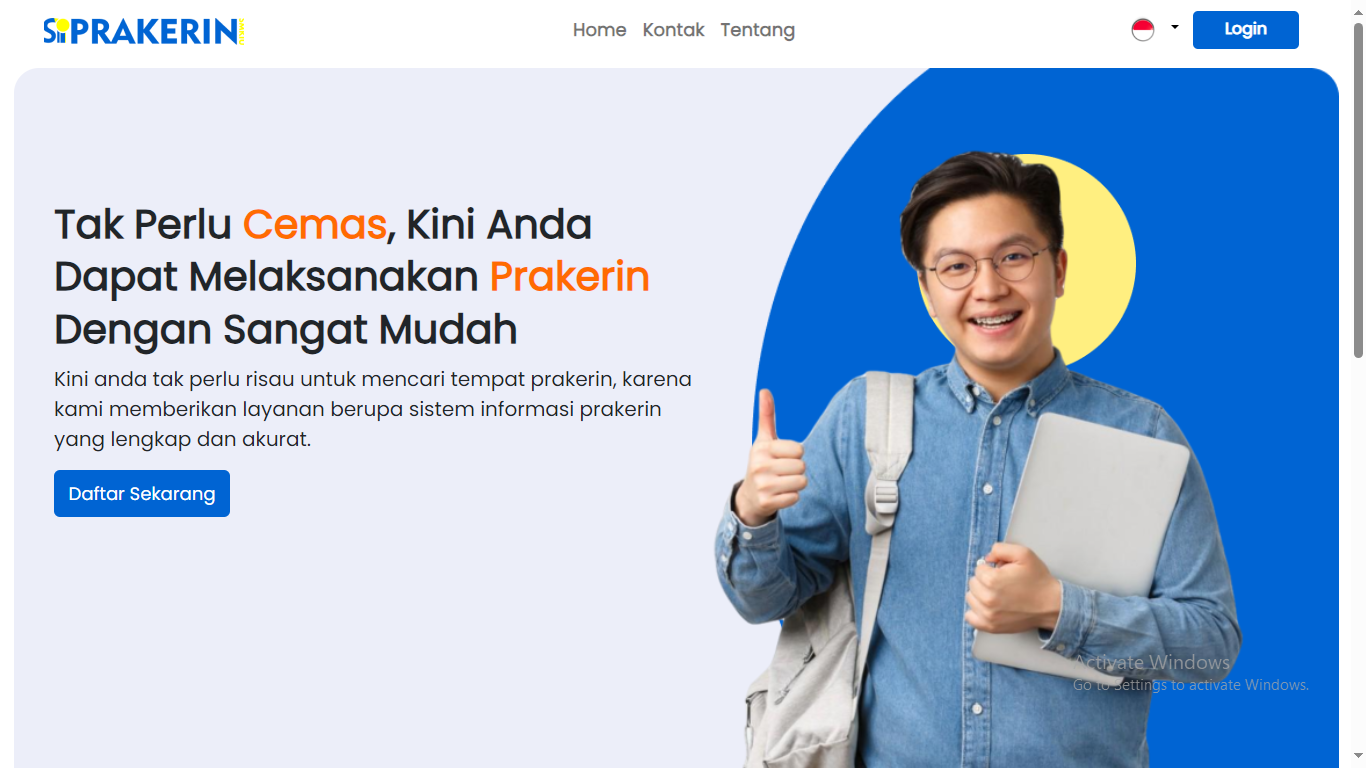 SiPRAKERIN
Home Kontak Tentang
Login
Tak Perlu Cemas, Kini Anda
Dapat Melaksanakan Prakerin
Dengan Sangat Mudah
Kini anda tak perlu risau untuk mencari tempat prakerin, karena
kami memberikan layanan berupa sistem informasi prakerin
yang lengkap dan akurat.
Daftar Sekarang
Activate Windows
Go to Settings to activate Windows.